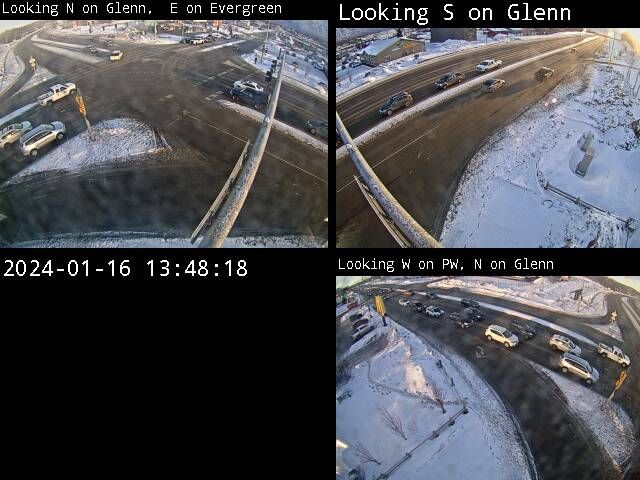 Looking N on Glenn,  E on Evergreen
Looking S on Glenn
2024-01-16 13:48:18
Looking W on PW, N on Glenn